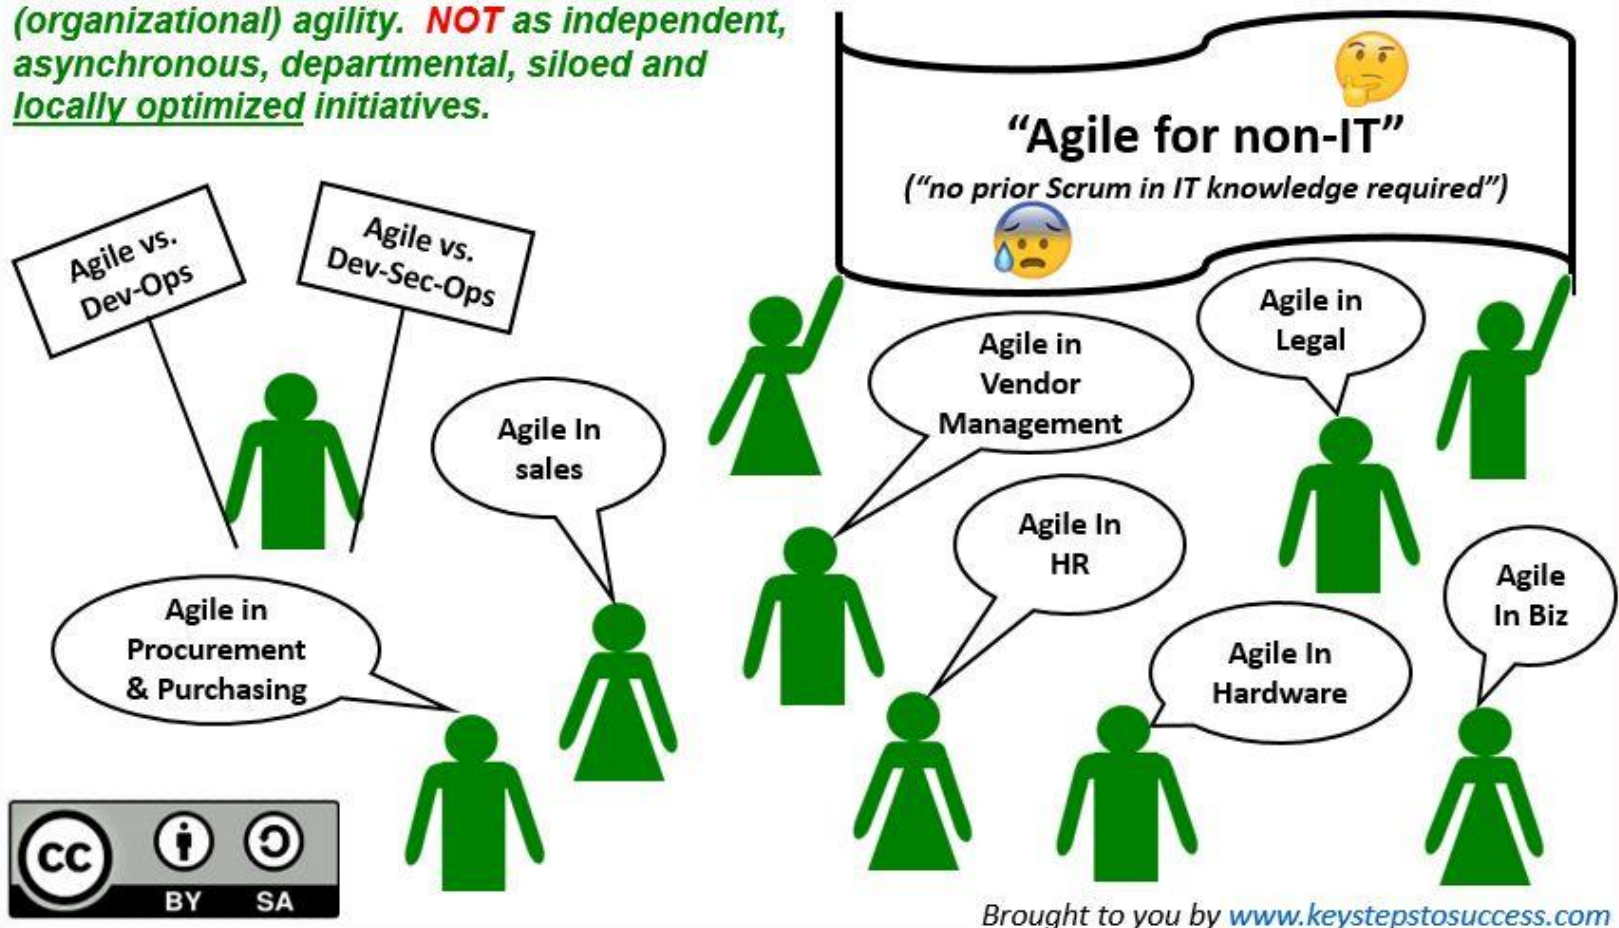 (organizational) agility. NOT as independent,
asynchronous, departmental, siloed and
locally optimized initiatives.
“Agile for non-IT”
(“no prior Scrum in IT knowledge required”)
Agile vs.
Dev-Ops
Agile vs.
Dev-Sec-Ops
Agile In
sales
Agile in
Vendor
Management
Agile in
Legal
Agile In
HR
Agile
In Biz
Agile in
Procurement
& Purchasing
Agile In
Hardware
CC
BY SA
Brought to you by www.keystepstosuccess.com